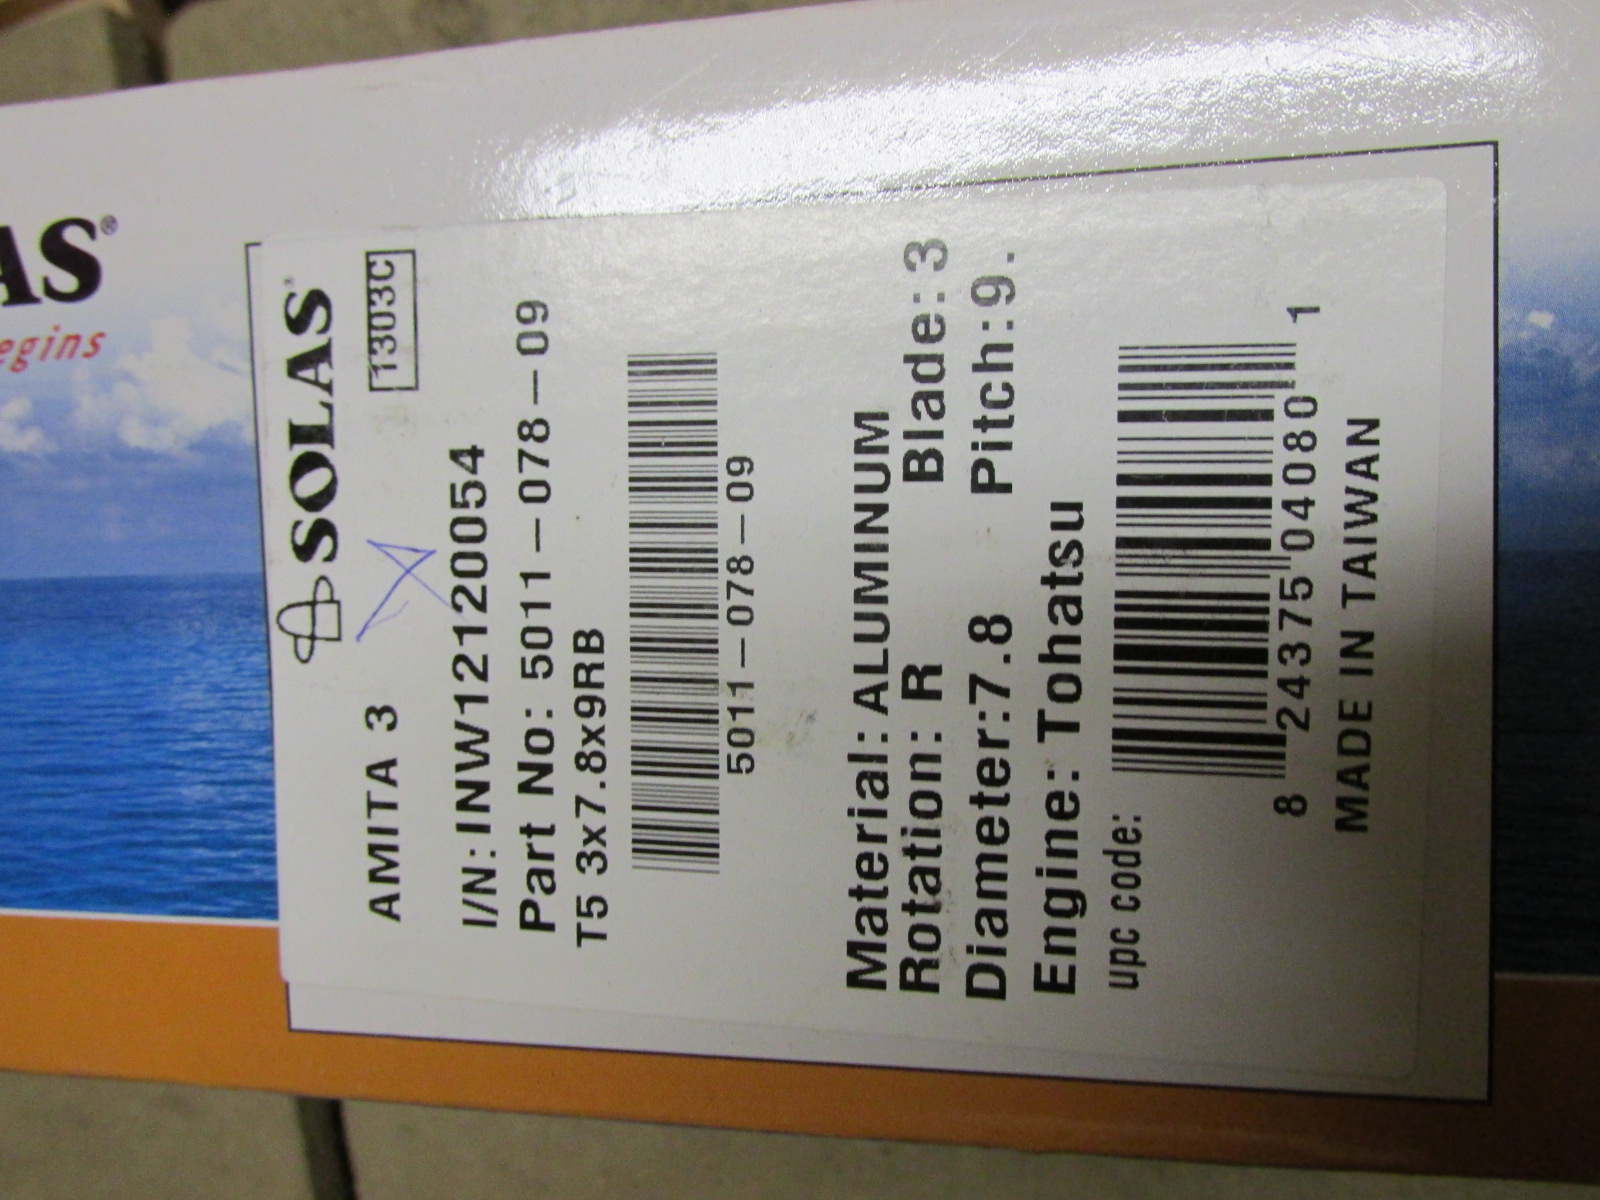 AS®
egins
SOLAS
AMITA 3
1303C
I/N:INW12120054
Part No: 5011-078-09
T5 3x7.8x9RB
5011-078-09
Material: ALUMINUM
Rotation: R Blade: 3
Diameter:7.8 Pitch:9.
Engine: Tohatsu
upc code:
8 24375 04080 1
MADE IN TAIWAN